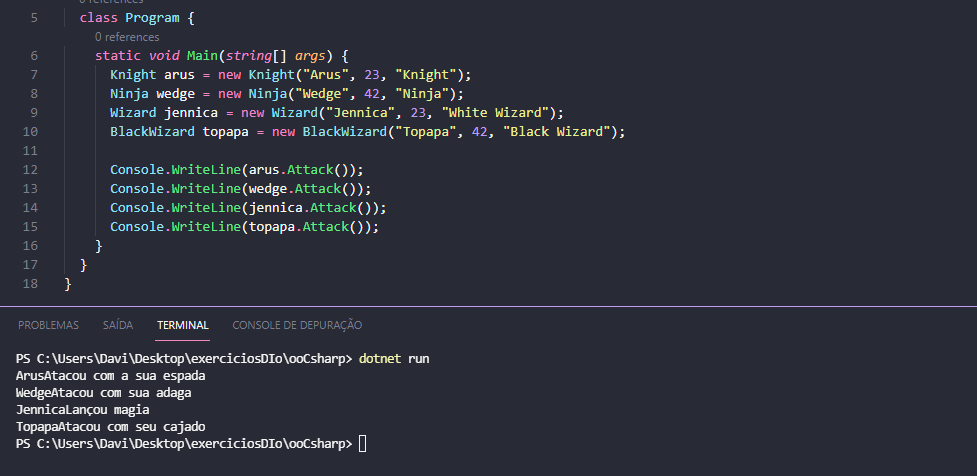 0 references
5 class Program {
0 references
6 static void Main(string[] args) {
7 Knight arus = new Knight("Arus", 23, "Knight");
8 Ninja wedge = new Ninja("Wedge", 42, "Ninja");
9 Wizard jennica = new Wizard("Jennica", 23, "White Wizard");
10 BlackWizard topapa = new BlackWizard("Topapa", 42, "Black Wizard");
11
12 Console.WriteLine(arus.Attack());
13 Console.WriteLine(wedge.Attack());
14 Console.WriteLine(jennica.Attack());
15 Console.WriteLine(topapa.Attack());
16 }
17 }
18 }
PROBLEMAS SAÍDA TERMINAL CONSOLE DE DEPURAÇÃO
PS C:\Users\Davi\Desktop\exerciciosDIo\ooCsharp> dotnet run
ArusAtacou com a sua espada
WedgeAtacou com sua adaga
JennicaLançou magia
TopapaAtacou com seu cajado
PS C:\Users\Davi\Desktop\exerciciosDIo\ooCsharp>